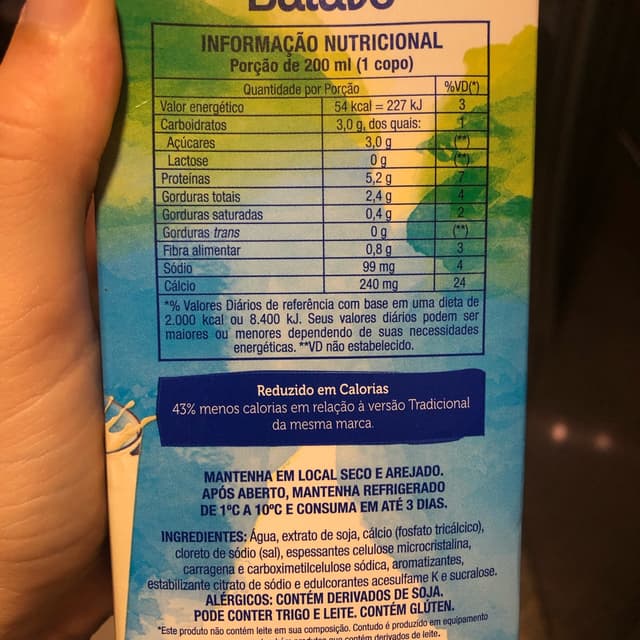 Batavo
INFORMAÇÃO NUTRICIONAL
Porção de 200 ml (1 copo)
Quantidade por Porção %VD(*)
Valor energético 54 kcal = 227 kJ 3
Carboidratos 3,0 g, dos quais: 1
Açúcares 3,0 g (**)
Lactose 0 g (**)
Proteínas 5,2 g 7
Gorduras totais 2,4 g 4
Gorduras saturadas 0,4 g 2
Gorduras trans 0 g (**)
Fibra alimentar 0,8 g 3
Sódio 99 mg 4
Cálcio 240 mg 24
*% Valores Diários de referência com base em uma dieta de
2.000 kcal ou 8.400 kJ. Seus valores diários podem ser
maiores ou menores dependendo de suas necessidades
energéticas. **VD não estabelecido.
Reduzido em Calorias
43% menos calorias em relação à versão Tradicional
da mesma marca.
MANTENHA EM LOCAL SECO E AREJADO.
APÓS ABERTO, MANTENHA REFRIGERADO
DE 1ºC A 10ºC E CONSUMA EM ATÉ 3 DIAS.
INGREDIENTES: Água, extrato de soja, cálcio (fosfato tricálcico),
cloreto de sódio (sal), espessantes celulose microcristalina,
carragena e carboximetilcelulose sódica, aromatizantes,
estabilizante citrato de sódio e edulcorantes acesulfame K e sucralose.
ALÉRGICOS: CONTÉM DERIVADOS DE SOJA.
PODE CONTER TRIGO E LEITE. CONTÉM GLÚTEN.
*Este produto não contém leite em sua composição. Contudo é produzido em equipamento
contém derivados de leite.